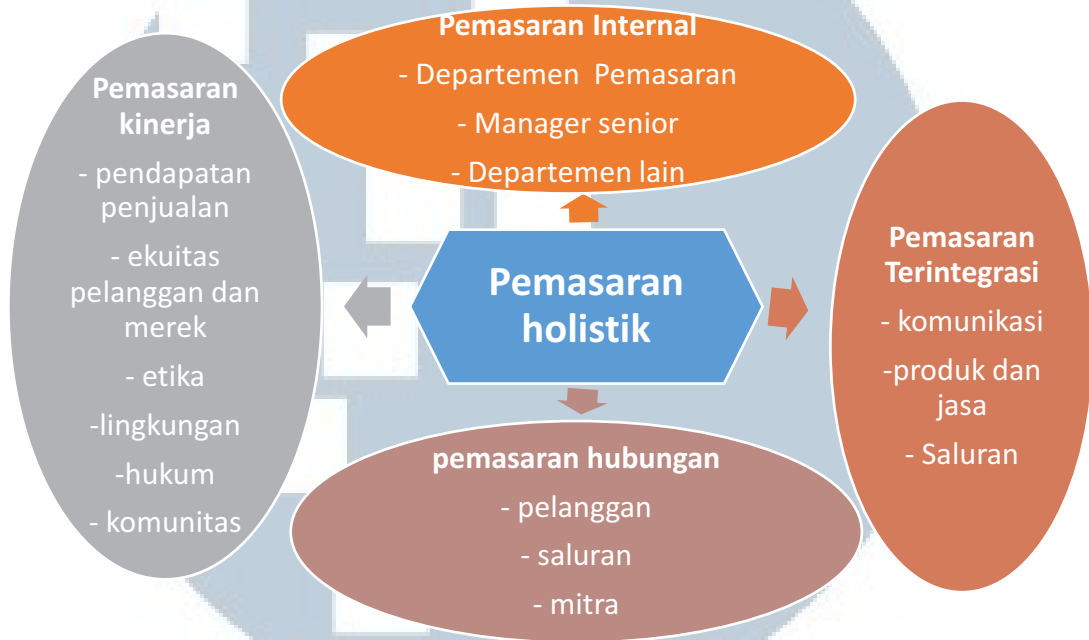 Pemasaran Internal
- Departemen Pemasaran
- Manager senior
- Departemen lain
Pemasaran
kinerja
- pendapatan
penjualan
- ekuitas
pelanggan dan
merek
- etika
-lingkungan
-hukum
- komunitas
Pemasaran
holistik
Pemasaran
Terintegrasi
- komunikasi
-produk dan
jasa
- Saluran
pemasaran hubungan
- pelanggan
- saluran
- mitra